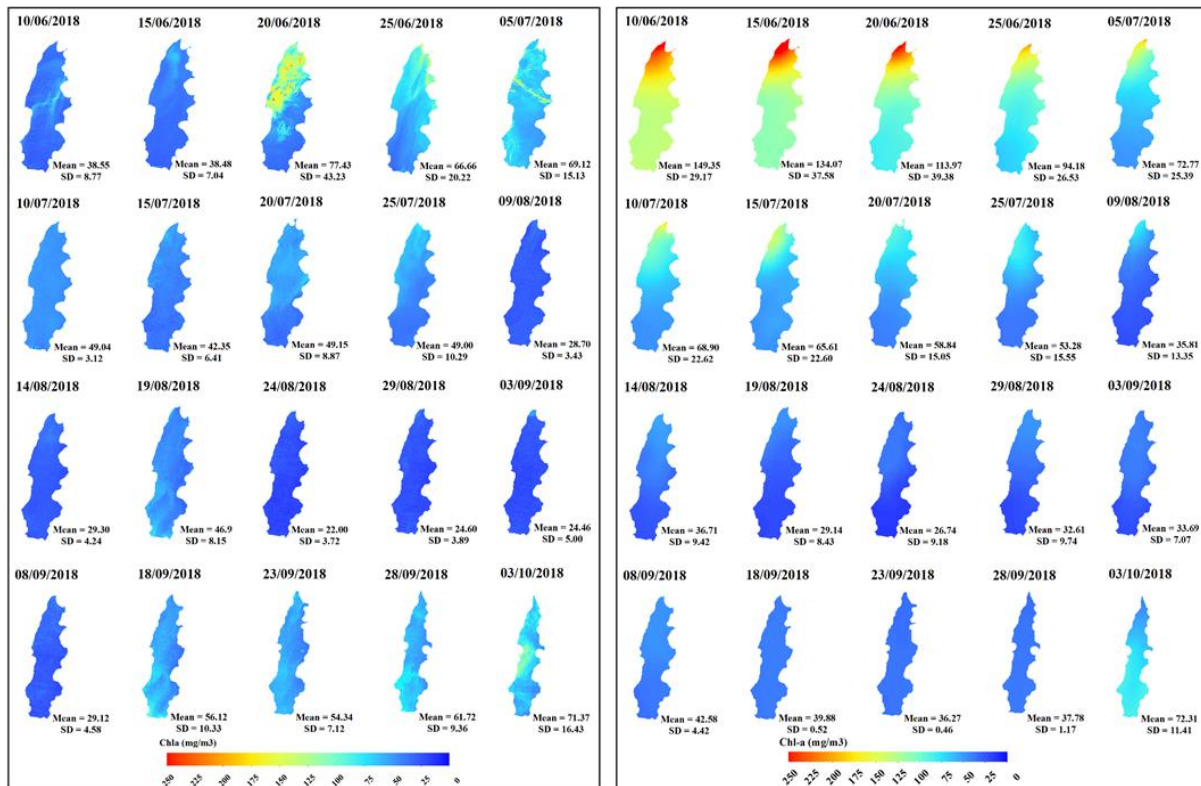 10/06/2018 15/06/2018 20/06/2018 25/06/2018 05/07/2018
Mean = 38.55 Mean = 38.48 Mean = 77.43 Mean = 66.66 Mean = 69.12
SD = 8.77 SD = 7.04 SD = 43.23 SD = 20.22 SD = 15.13
10/07/2018 15/07/2018 20/07/2018 25/07/2018 09/08/2018
Mean = 49.04 Mean = 42.35 Mean = 49.15 Mean = 49.00 Mean = 28.70
SD = 3.12 SD = 6.41 SD = 8.87 SD = 10.29 SD = 3.43
14/08/2018 19/08/2018 24/08/2018 29/08/2018 03/09/2018
Mean = 29.30 Mean = 46.9 Mean = 22.00 Mean = 24.60 Mean = 24.46
SD = 4.24 SD = 8.15 SD = 3.72 SD = 3.89 SD = 5.00
08/09/2018 18/09/2018 23/09/2018 28/09/2018 03/10/2018
Mean = 29.12 Mean = 56.12 Mean = 54.34 Mean = 61.72 Mean = 71.37
SD = 4.58 SD = 10.33 SD = 7.12 SD = 9.36 SD = 16.43
Chla (mg/m3)
250 225 200 175 150 125 100 75 50 25 0
10/06/2018 15/06/2018 20/06/2018 25/06/2018 05/07/2018
Mean = 149.35 Mean = 134.07 Mean = 113.97 Mean = 94.18 Mean = 72.77
SD = 29.17 SD = 37.58 SD = 39.38 SD = 26.53 SD = 25.39
10/07/2018 15/07/2018 20/07/2018 25/07/2018 09/08/2018
Mean = 68.90 Mean = 65.61 Mean = 58.84 Mean = 53.28 Mean = 35.81
SD = 22.62 SD = 22.60 SD = 15.05 SD = 15.55 SD = 13.35
14/08/2018 19/08/2018 24/08/2018 29/08/2018 03/09/2018
Mean = 36.71 Mean = 29.14 Mean = 26.74 Mean = 32.61 Mean = 33.69
SD = 9.42 SD = 8.43 SD = 9.18 SD = 9.74 SD = 7.07
08/09/2018 18/09/2018 23/09/2018 28/09/2018 03/10/2018
Mean = 42.58 Mean = 39.88 Mean = 36.27 Mean = 37.78 Mean = 72.31
SD = 4.42 SD = 0.52 SD = 0.46 SD = 1.17 SD = 11.41
Chl-a (mg/m3)
250 225 200 175 150 125 100 75 50 25 0